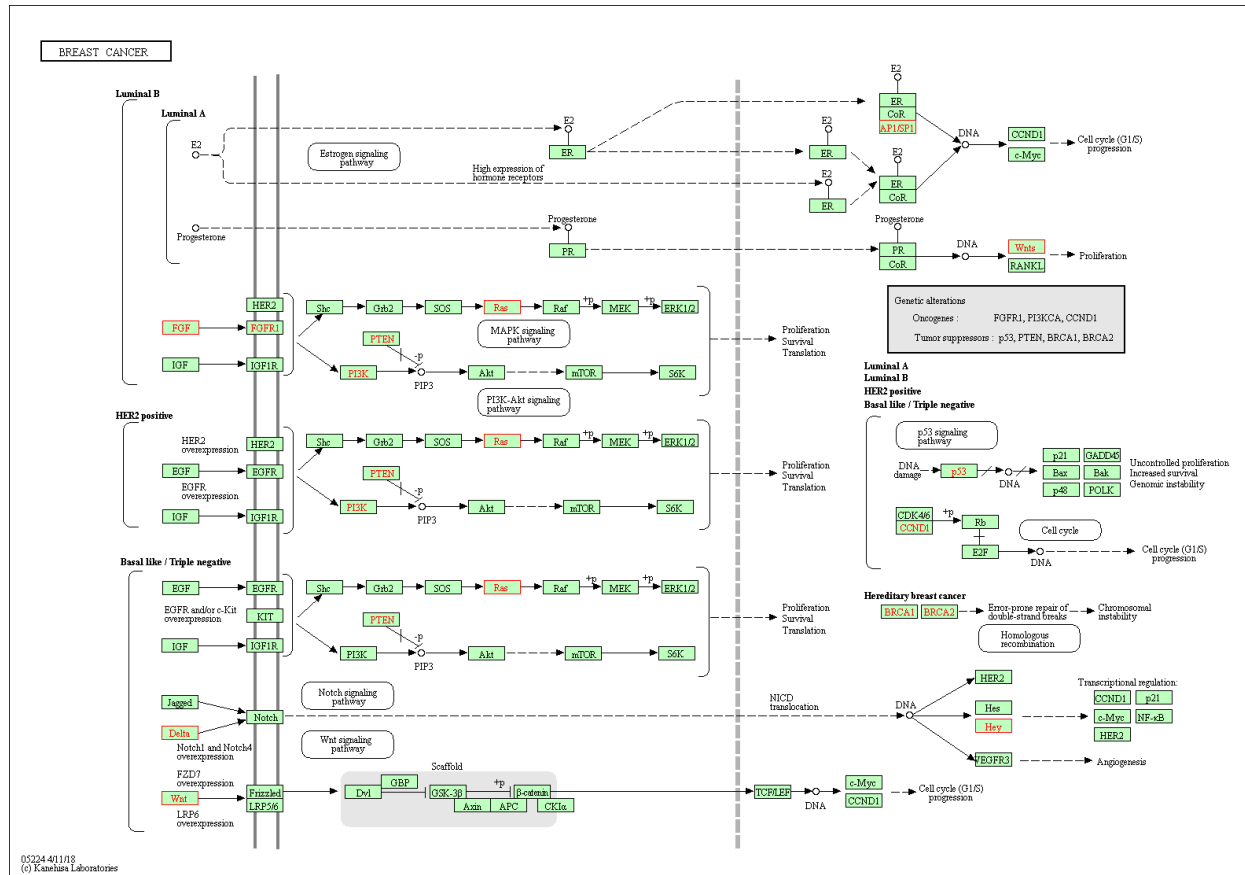 BREAST CANCER
Luminal B
Luminal A
E2
Estrogen signaling
pathway
E2
ER
High expression of
hormone receptors
E2
ER
CoR
AP1/SP1
E2
ER
E2
ER
E2
ER
CoR
DNA
CCND1
c-Myc
Cell cycle (G1/S)
progression
Progesterone
Progesterone
PR
Progesterone
PR
CoR
DNA
Wnts
RANKL
Proliferation
HER2
FGF
FGFR1
IGF
IGF1R
Shc
Grb2
SOS
Ras
Raf
+p
MEK
+p
ERK1/2
MAPK signaling
pathway
PTEN
-p
PI3K
PIP3
Akt
mTOR
S6K
PI3K-Akt signaling
pathway
Proliferation
Survival
Translation
Genetic alterations
Oncogenes : FGFR1, PI3KCA, CCND1
Tumor suppressors : p53, PTEN, BRCA1, BRCA2
HER2 positive
HER2
overexpression
HER2
EGF
EGFR
EGFR
overexpression
IGF
IGF1R
Shc
Grb2
SOS
Ras
Raf
+p
MEK
+p
ERK1/2
PTEN
-p
PI3K
PIP3
Akt
mTOR
S6K
Proliferation
Survival
Translation
Luminal A
Luminal B
HER2 positive
Basal like / Triple negative
p53 signaling
pathway
DNA
damage
p53
DNA
p21
GADD45
Bax
Bak
p48
POLK
Uncontrolled proliferation
Increased survival
Genomic instability
CDK4/6
CCND1
+p
Rb
E2F
Cell cycle
DNA
Cell cycle (G1/S)
progression
Basal like / Triple negative
EGF
EGFR
EGFR and/or c-Kit
overexpression
KIT
IGF
IGF1R
Shc
Grb2
SOS
Ras
Raf
+p
MEK
+p
ERK1/2
PTEN
-p
PI3K
PIP3
Akt
mTOR
S6K
Proliferation
Survival
Translation
Hereditary breast cancer
BRCA1
BRCA2
Error-prone repair of
double-strand breaks
Chromosomal
instability
Homologous
recombination
Jagged
Delta
Notch
Notch1 and Notch4
overexpression
Notch signaling
pathway
NICD
translocation
DNA
HER2
Hes
Hey
VEGFR3
Transcriptional regulation:
CCND1
p21
c-Myc
NF-κB
HER2
Angiogenesis
Wnt signaling
pathway
FZD7
overexpression
Wnt
LRP6
overexpression
Frizzled
LRP5/6
Scaffold
Dvl
GBP
GSK-3β
+p
β-catenin
Axin
APC
CKIα
TCF/LEF
DNA
c-Myc
CCND1
Cell cycle (G1/S)
progression
05224 4/11/18
(c) Kanehisa Laboratories